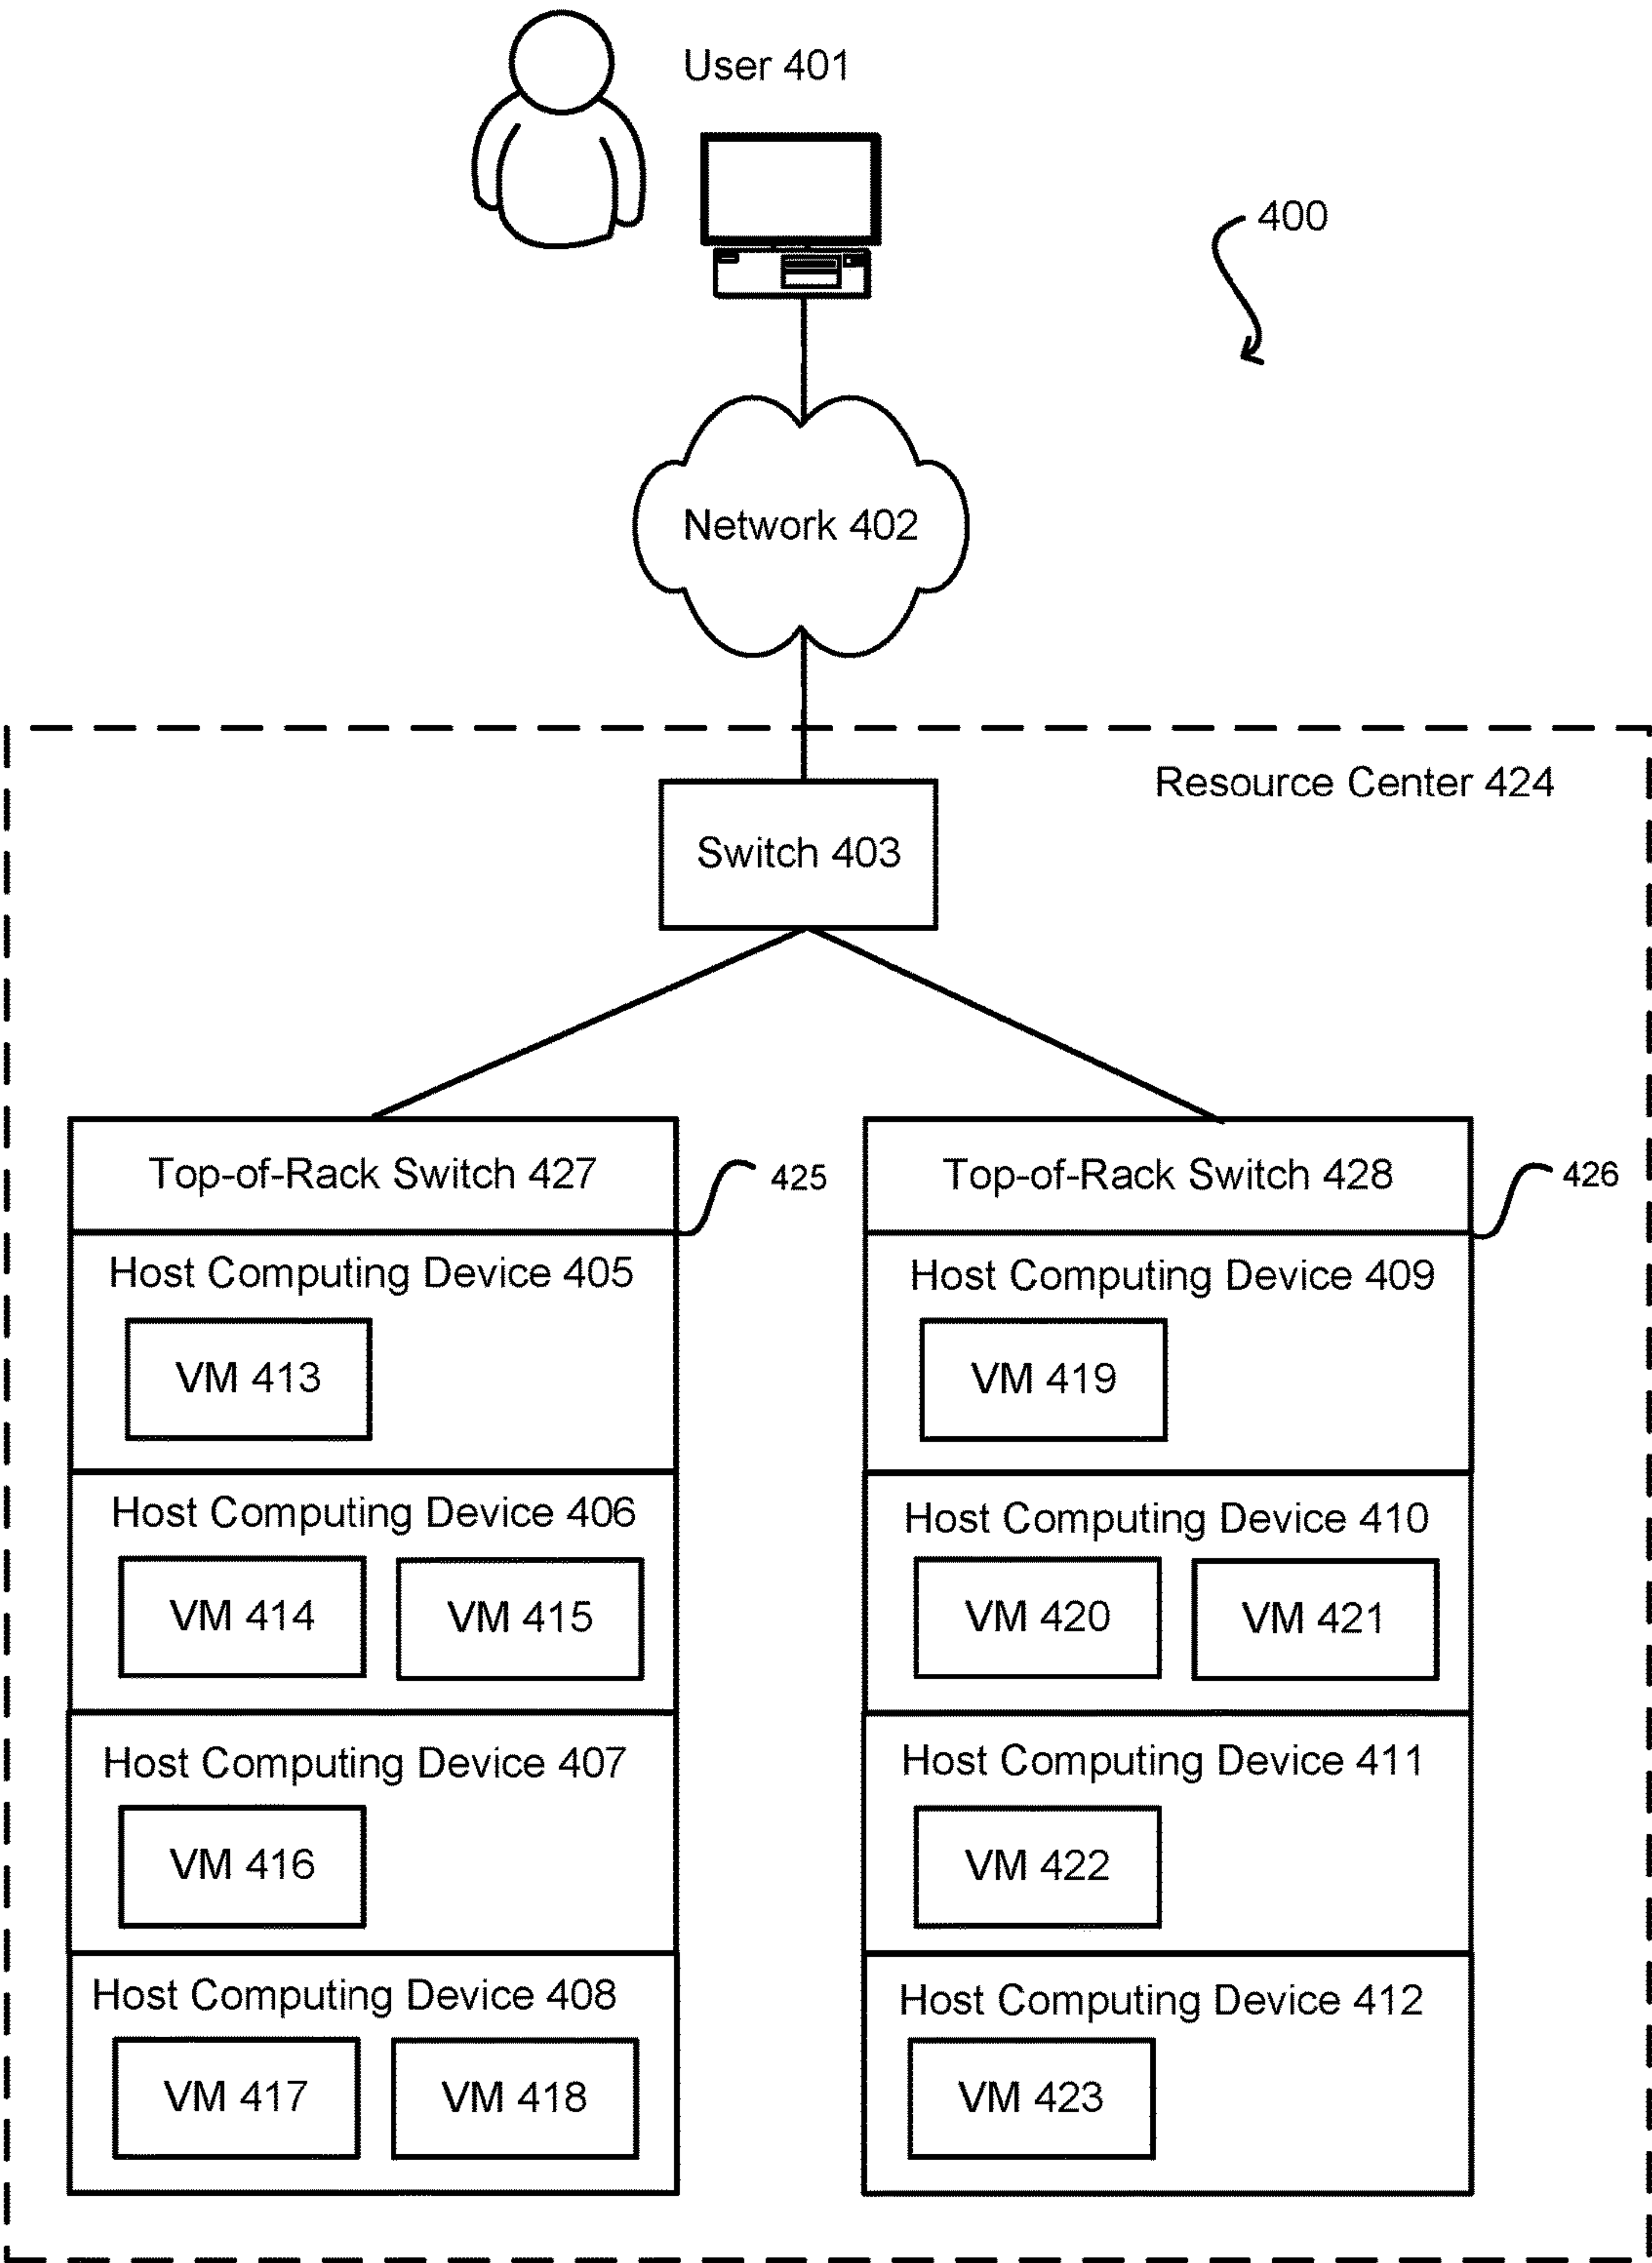 User 401
400
Network 402
Resource Center 424
Switch 403
Top-of-Rack Switch 427
425
Host Computing Device 405
VM 413
Host Computing Device 406
VM 414
VM 415
Host Computing Device 407
VM 416
Host Computing Device 408
VM 417
VM 418
Top-of-Rack Switch 428
426
Host Computing Device 409
VM 419
Host Computing Device 410
VM 420
VM 421
Host Computing Device 411
VM 422
Host Computing Device 412
VM 423